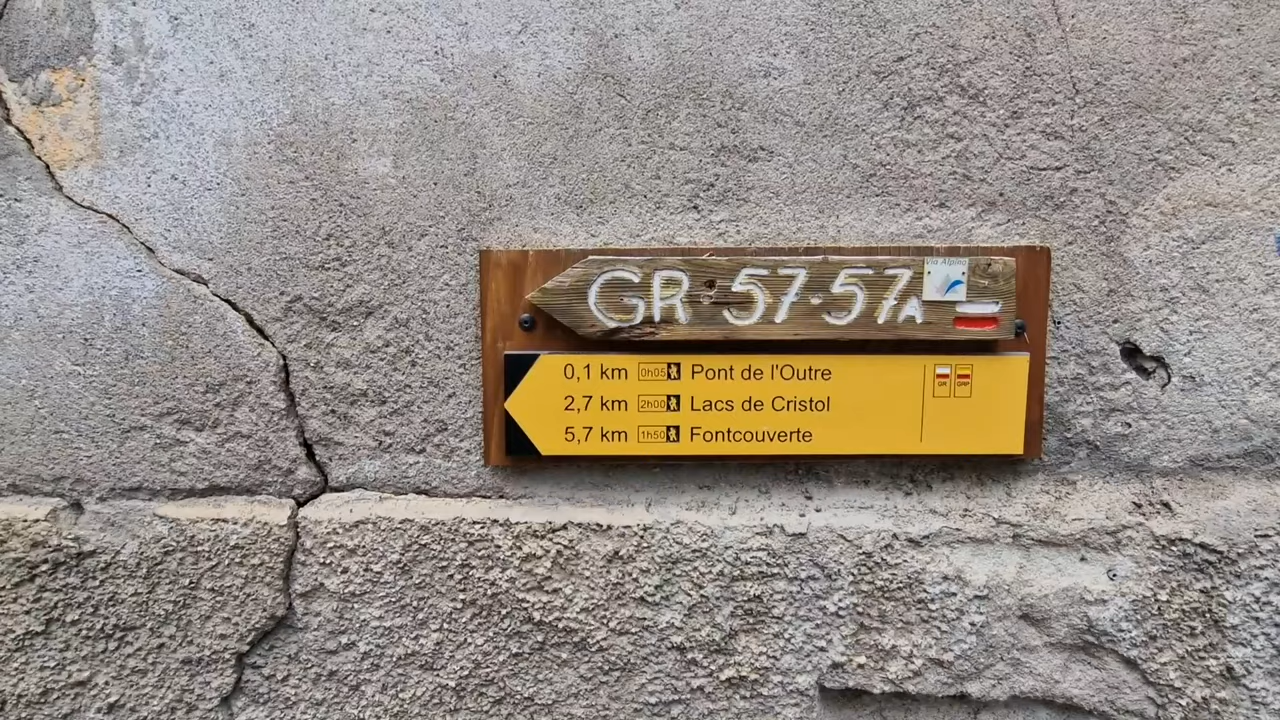 Via Alpina
GR 57-57A
0,1 km 0h05 Pont de l'Outre
2,7 km 2h00 Lacs de Cristol
5,7 km 1h50 Fontcouverte
GR GRP